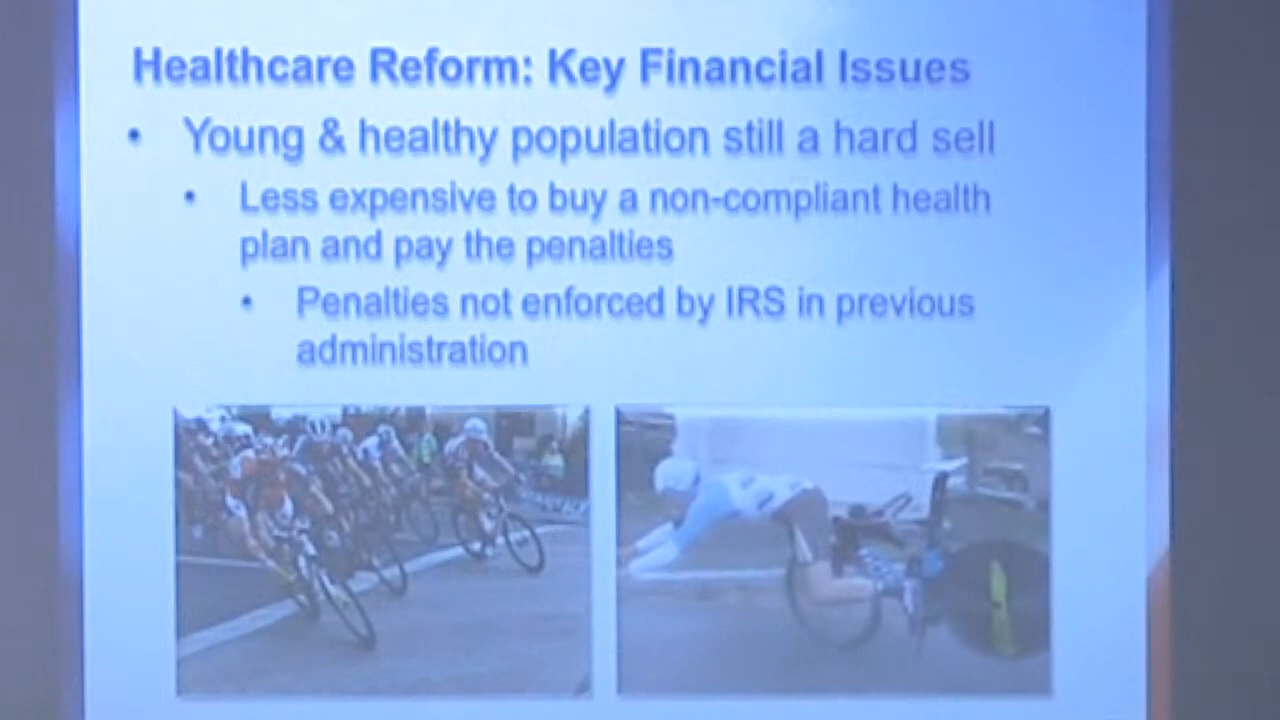 Healthcare Reform: Key Financial Issues
• Young & healthy population still a hard sell
• Less expensive to buy a non-compliant health
plan and pay the penalties
• Penalties not enforced by IRS in previous
administration